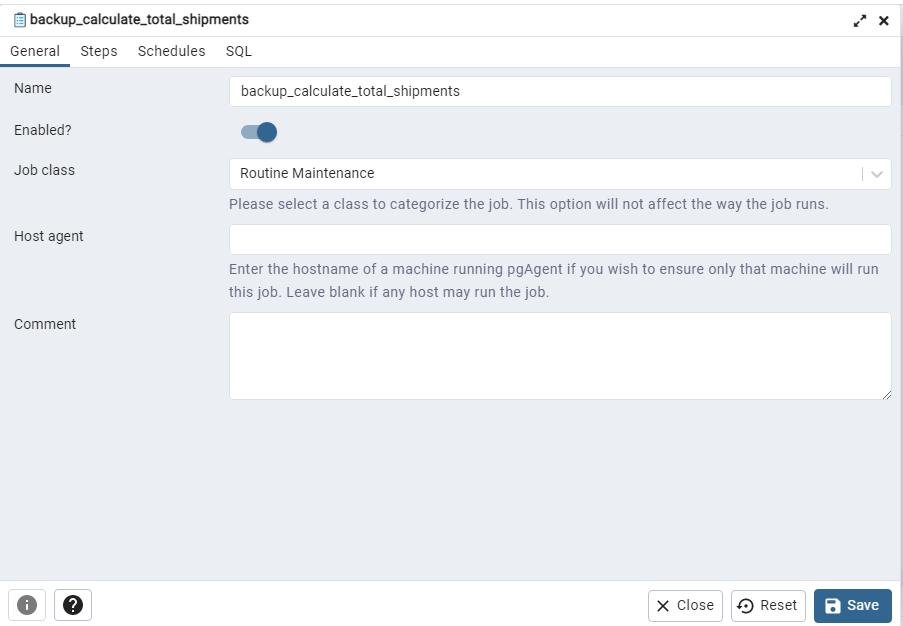 backup_calculate_total_shipments
General Steps Schedules SQL
Name
backup_calculate_total_shipments
Enabled?
Job class
Routine Maintenance
Please select a class to categorize the job. This option will not affect the way the job runs.
Host agent
Enter the hostname of a machine running pgAgent if you wish to ensure only that machine will run
this job. Leave blank if any host may run the job.
Comment
Close Reset Save